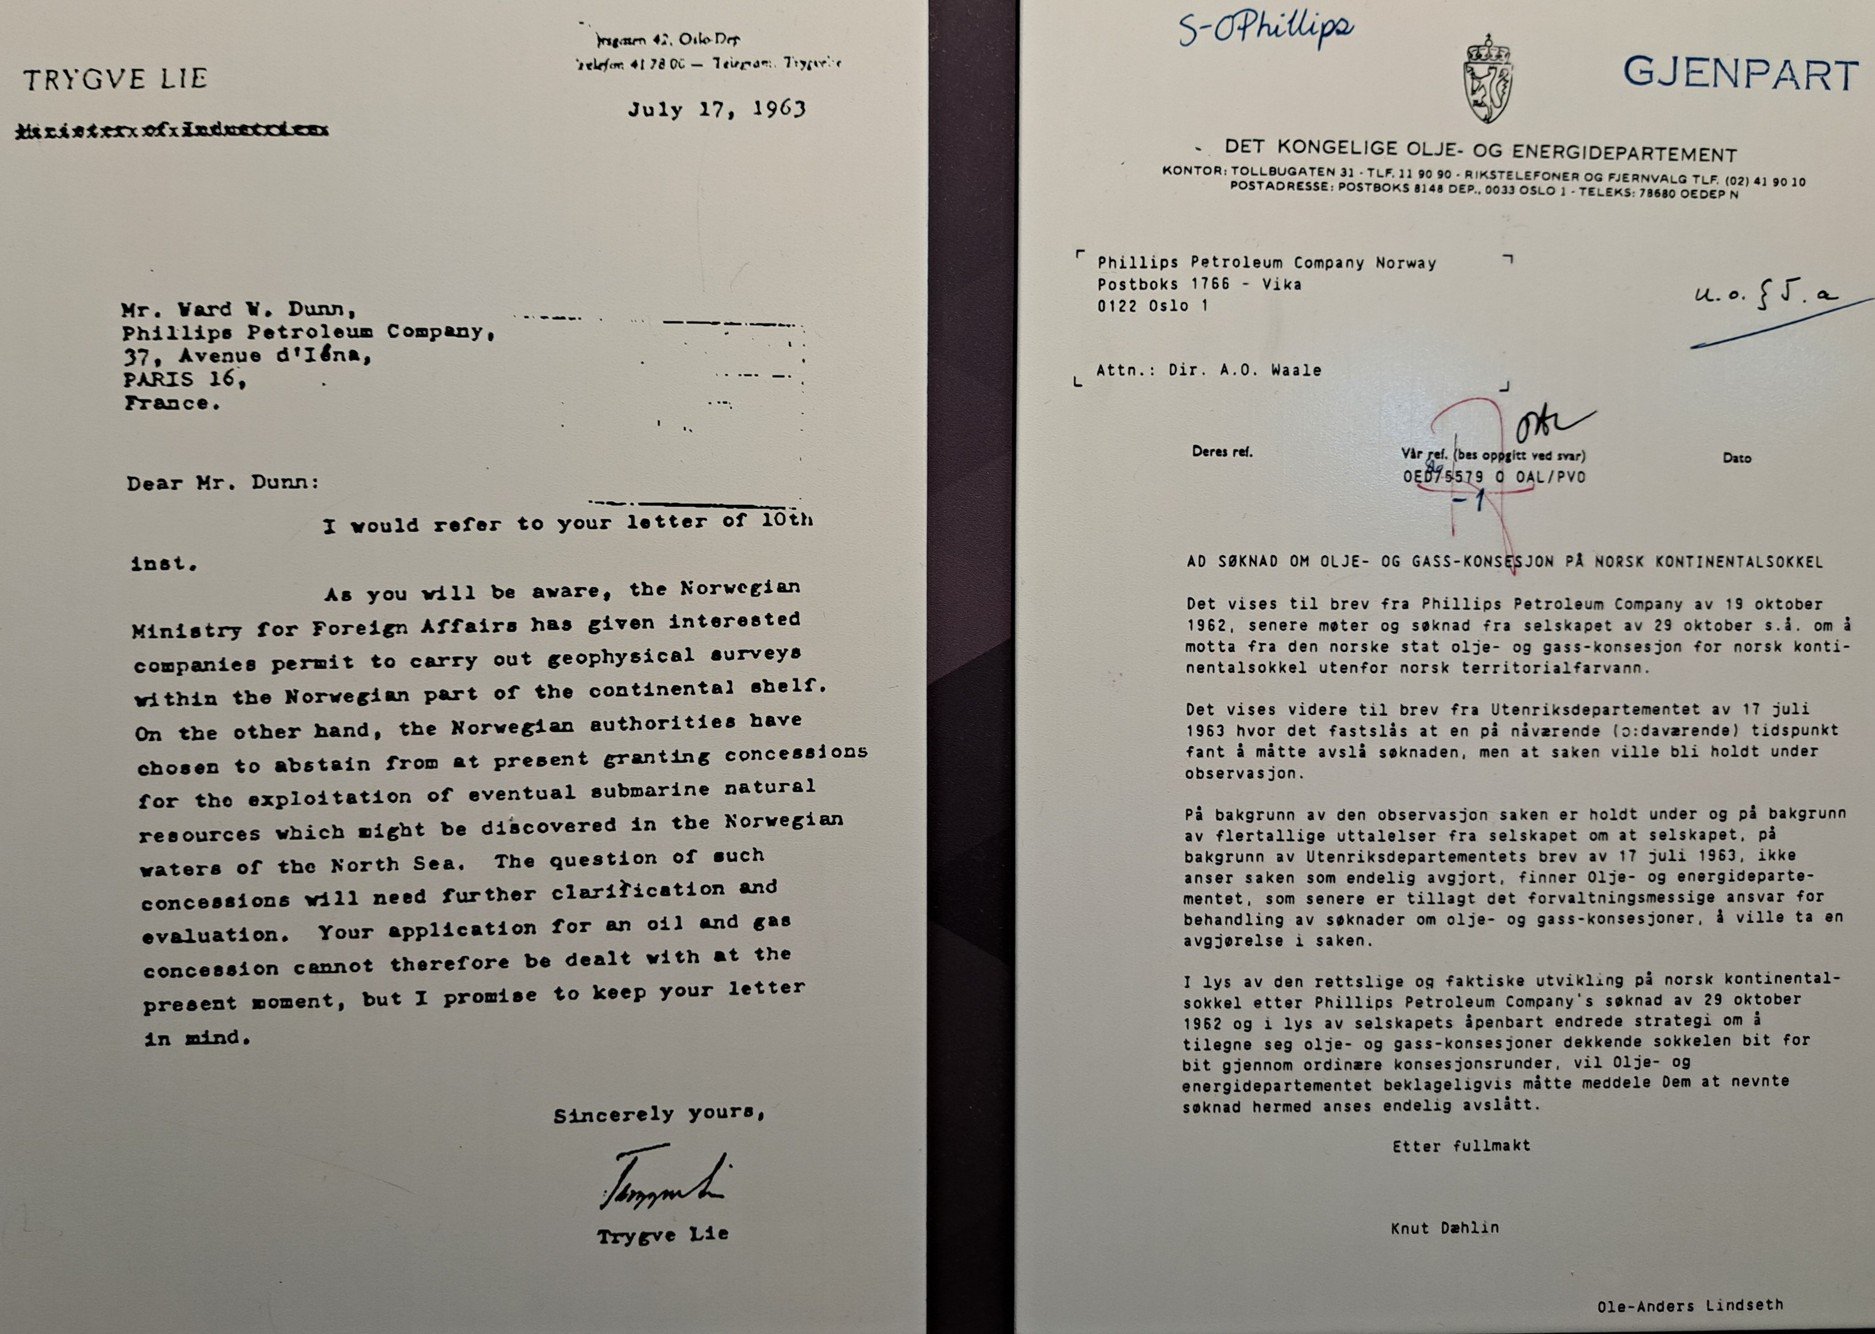 TRYGVE LIE
Minister of Industries
42, Oslo-Dep
41 78 00 —
July 17, 1963
Mr. Ward W. Dunn,
Phillips Petroleum Company,
37, Avenue d'Iéna,
PARIS 16,
France.
Dear Mr. Dunn:
I would refer to your letter of 10th
inst.
As you will be aware, the Norwegian
Ministry for Foreign Affairs has given interested
companies permit to carry out geophysical surveys
within the Norwegian part of the continental shelf.
On the other hand, the Norwegian authorities have
chosen to abstain from at present granting concessions
for the exploitation of eventual submarine natural
resources which might be discovered in the Norwegian
waters of the North Sea. The question of such
concessions will need further clarification and
evaluation. Your application for an oil and gas
concession cannot therefore be dealt with at the
present moment, but I promise to keep your letter
in mind.
Sincerely yours,
Trygve Lie
Trygve Lie
S-OPhillips
GJENPART
DET KONGELIGE OLJE- OG ENERGIDEPARTEMENT
KONTOR: TOLLBUGATEN 31 - TLF. 11 90 90 - RIKSTELEFONER OG FJERNVALG TLF. (02) 41 90 10
POSTADRESSE: POSTBOKS 8148 DEP., 0033 OSLO 1 - TELEKS: 78680 OEDEP N
Phillips Petroleum Company Norway
Postboks 1766 - Vika
0122 Oslo 1
u.o. § 5.a
Attn.: Dir. A.O. Waale
Deres ref.
Vår ref. (bes oppgitt ved svar)
Dato
OED/5579 O OAL/PVO
-1
AD SØKNAD OM OLJE- OG GASS-KONSESJON PÅ NORSK KONTINENTALSOKKEL
Det vises til brev fra Phillips Petroleum Company av 19 oktober
1962, senere møter og søknad fra selskapet av 29 oktober s.å. om å
motta fra den norske stat olje- og gass-konsesjon for norsk konti-
nentalsokkel utenfor norsk territorialfarvann.
Det vises videre til brev fra Utenriksdepartementet av 17 juli
1963 hvor det fastslås at en på nåværende (ɔ:daværende) tidspunkt
fant å måtte avslå søknaden, men at saken ville bli holdt under
observasjon.
På bakgrunn av den observasjon saken er holdt under og på bakgrunn
av flertallige uttalelser fra selskapet om at selskapet, på
bakgrunn av Utenriksdepartementets brev av 17 juli 1963, ikke
anser saken som endelig avgjort, finner Olje- og energideparte-
mentet, som senere er tillagt det forvaltningsmessige ansvar for
behandling av søknader om olje- og gass-konsesjoner, å ville ta en
avgjørelse i saken.
I lys av den rettslige og faktiske utvikling på norsk kontinental-
sokkel etter Phillips Petroleum Company's søknad av 29 oktober
1962 og i lys av selskapets åpenbart endrede strategi om å
tilegne seg olje- og gass-konsesjoner dekkende sokkelen bit for
bit gjennom ordinære konsesjonsrunder, vil Olje- og
energidepartementet beklageligvis måtte meddele Dem at nevnte
søknad hermed anses endelig avslått.
Etter fullmakt
Knut Dæhlin
Ole-Anders Lindseth